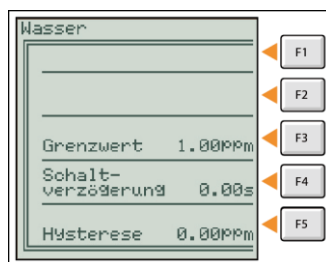 Wasser
F1
F2
Grenzwert 1.00ppm F3
Schalt-
verzögerung 0.00s F4
Hysterese 0.00ppm F5